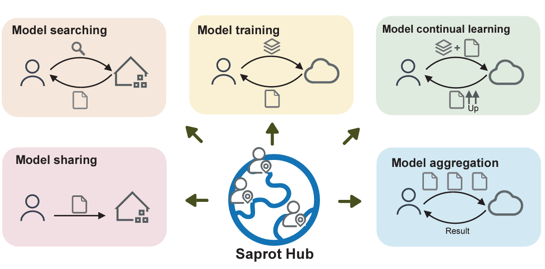 Model searching
Model training
Model continual learning
Up
Model sharing
Model aggregation
Result
Saprot Hub